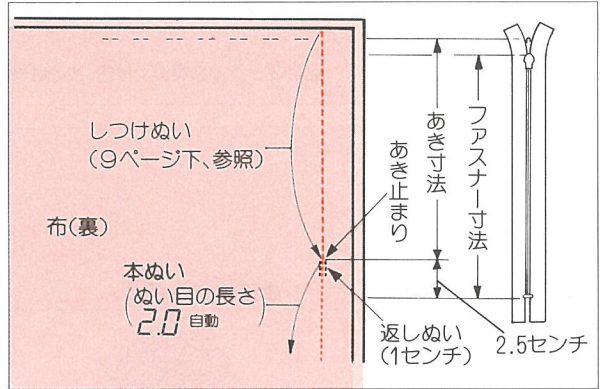 しつけぬい
(9ページ下、参照)
布(裏)
本ぬい
(ぬい目の長さ)
2.0 自動
あき止まり
あき寸法
ファスナー寸法
返しぬい
(1センチ)
2.5センチ